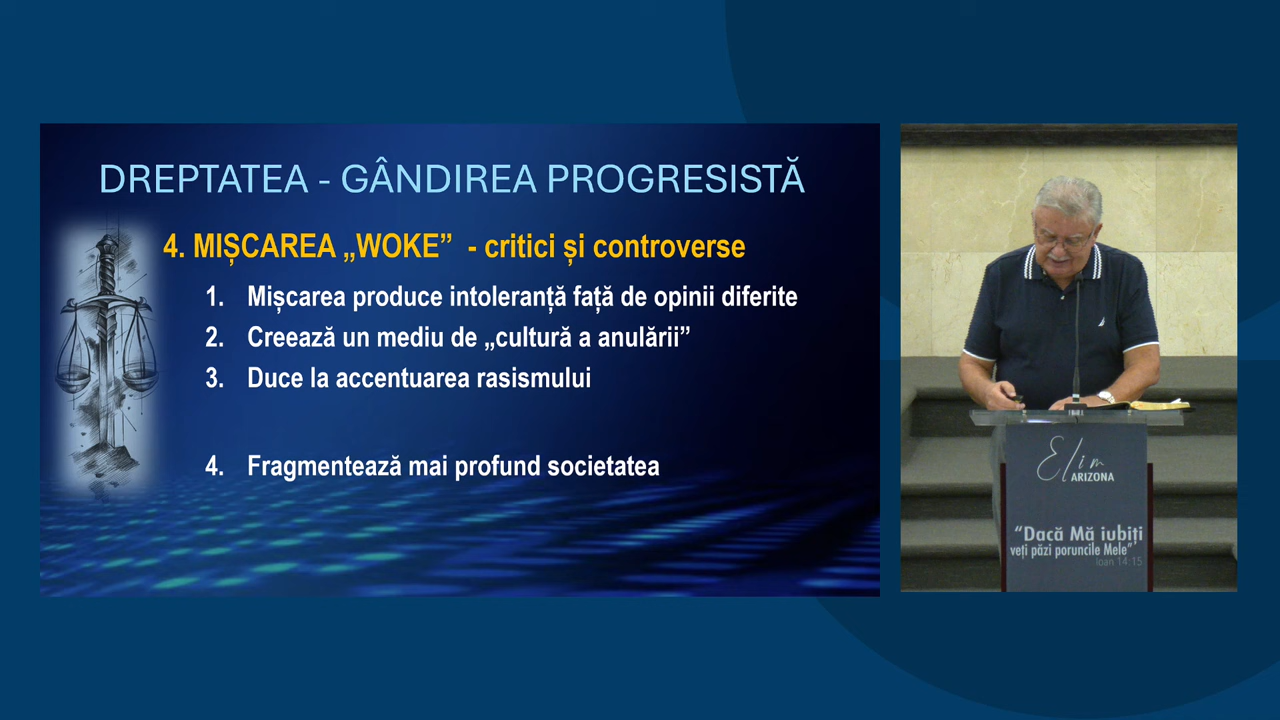 DREPTATEA - GÂNDIREA PROGRESISTĂ
4. MIȘCAREA „WOKE” - critici și controverse
1. Mișcarea produce intoleranță față de opinii diferite
2. Creează un mediu de „cultură a anulării”
3. Duce la accentuarea rasismului
4. Fragmentează mai profund societatea
Elim
ARIZONA
“Dacă Mă iubiți
veți păzi poruncile Mele”
Ioan 14:15